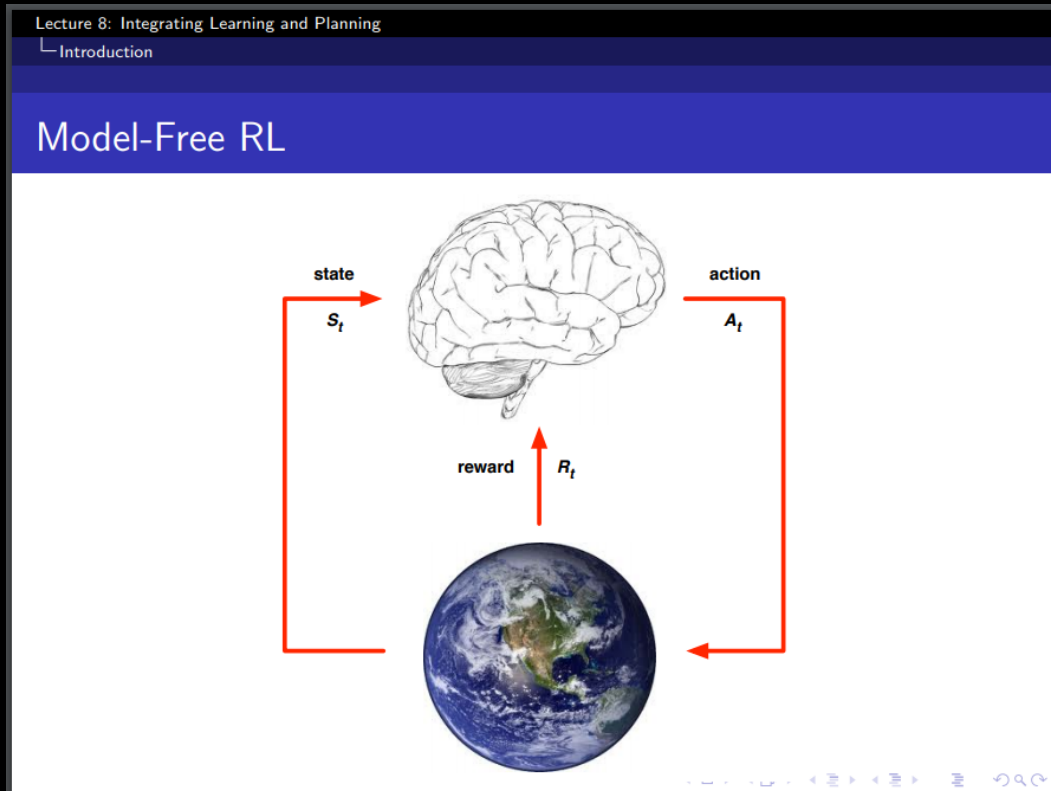 Lecture 8: Integrating Learning and Planning
Introduction
Model-Free RL
state
action
S_t
A_t
reward
R_t